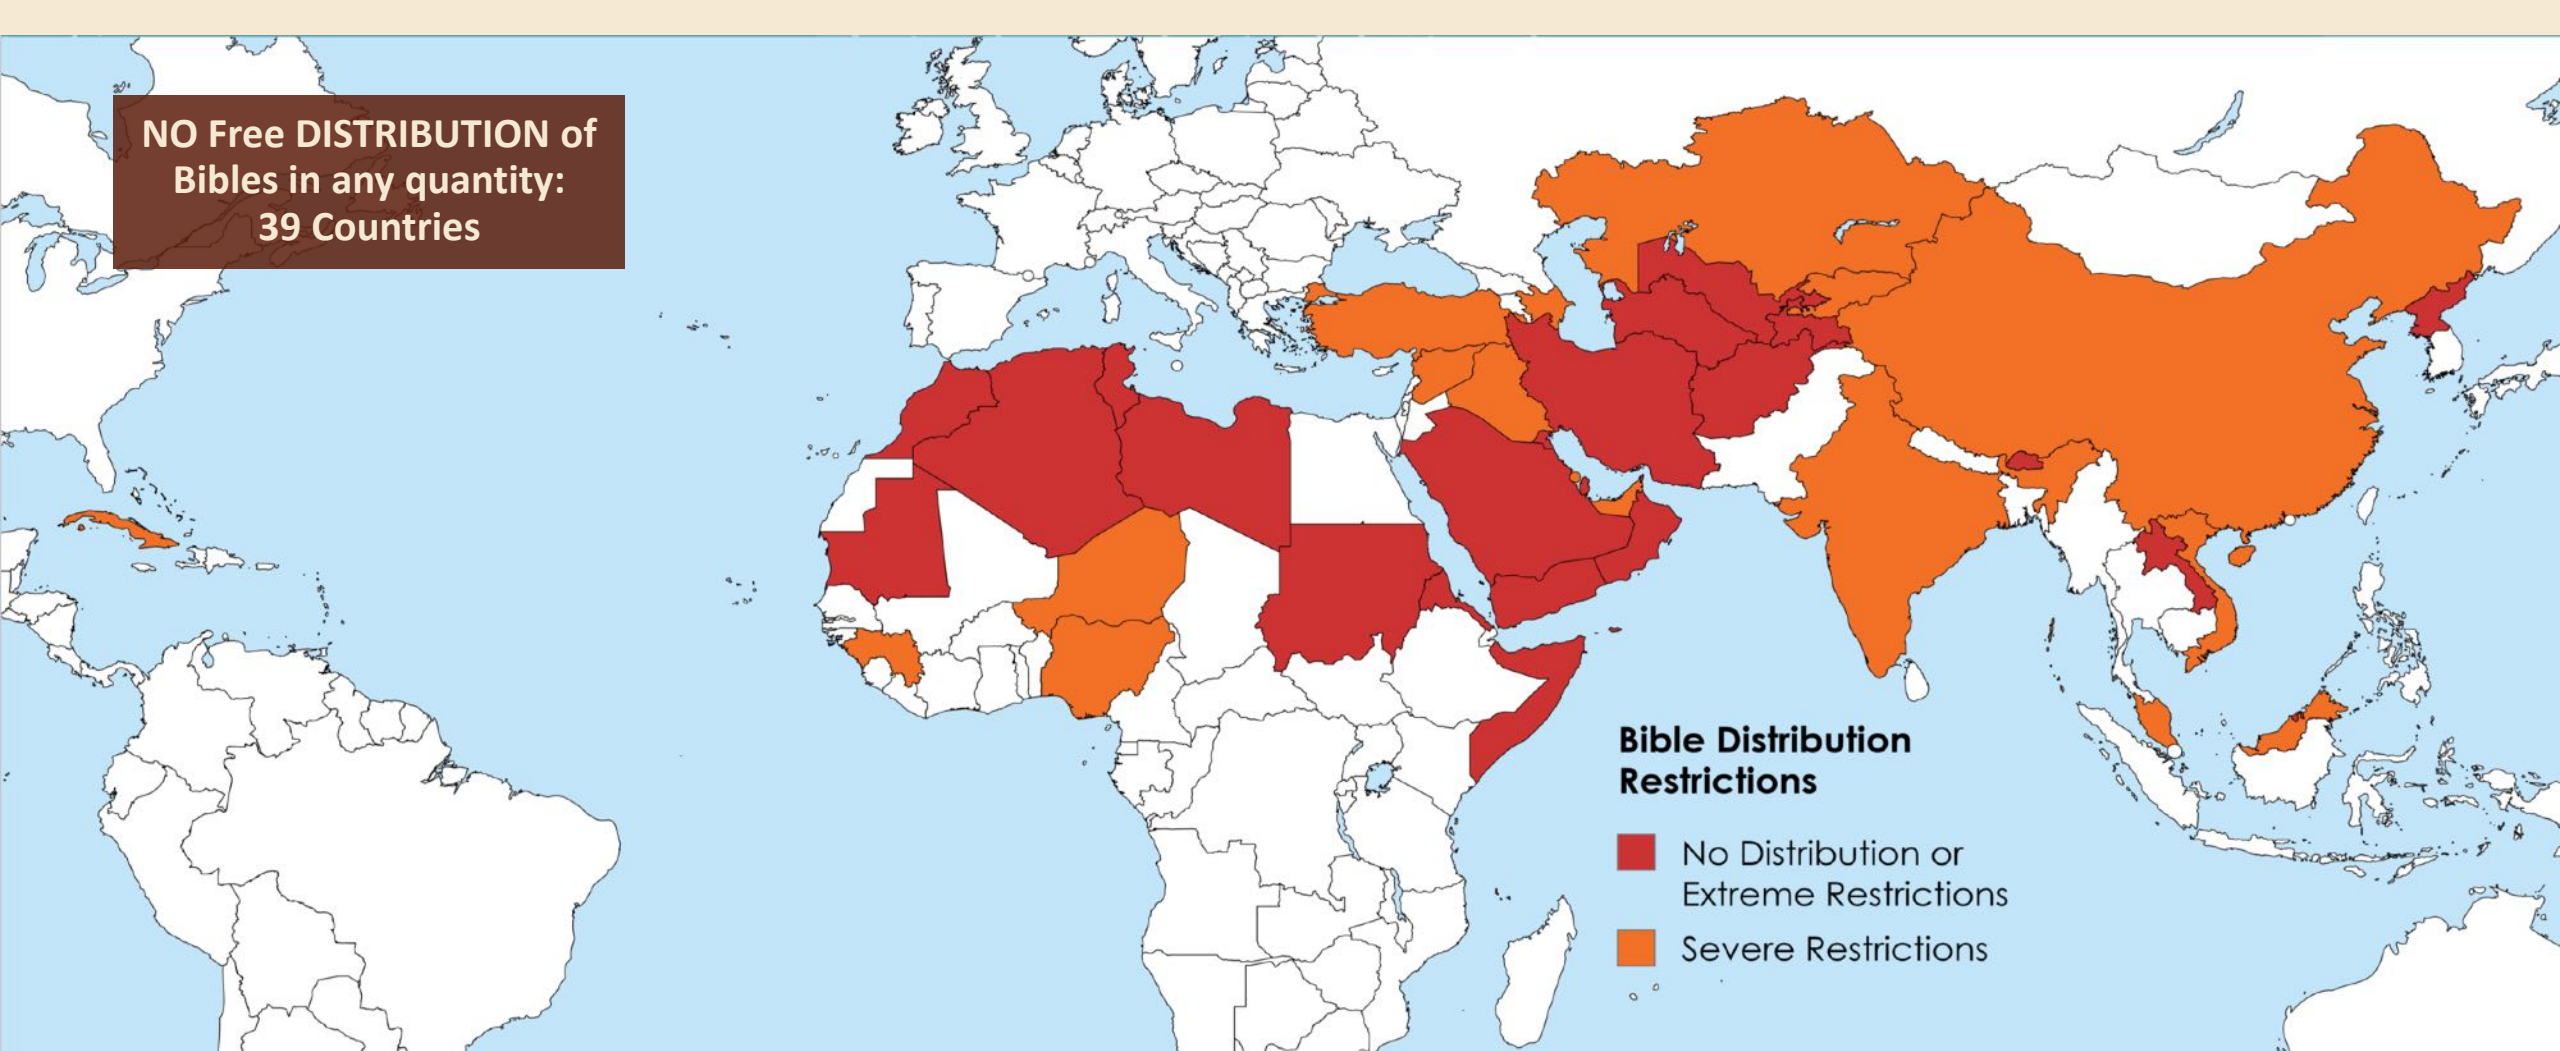 NO Free DISTRIBUTION of
Bibles in any quantity:
39 Countries
Bible Distribution
Restrictions
No Distribution or
Extreme Restrictions
Severe Restrictions